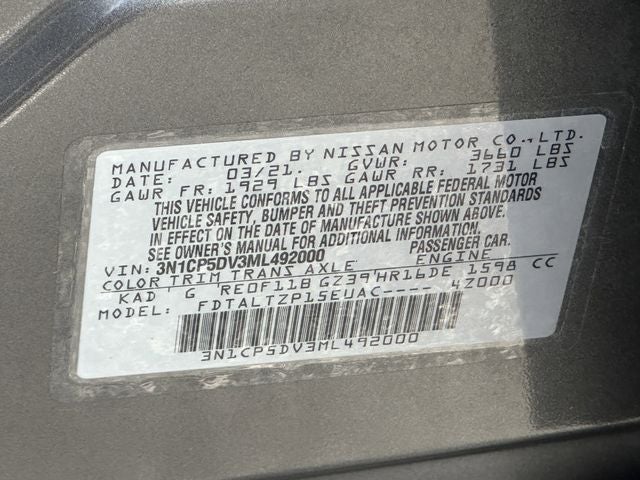 MANUFACTURED BY NISSAN MOTOR CO., LTD.
DATE: 03/21. GVWR: 3660 LBS
GAWR FR: 1929 LBS GAWR RR: 1731 LBS
THIS VEHICLE CONFORMS TO ALL APPLICABLE FEDERAL MOTOR
VEHICLE SAFETY, BUMPER AND THEFT PREVENTION STANDARDS
IN EFFECT ON THE DATE OF MANUFACTURE SHOWN ABOVE.
SEE OWNER'S MANUAL FOR ADDITIONAL INFORMATION.
VIN: 3N1CP5DV3ML492000 PASSENGER CAR.
COLOR TRIM TRANS AXLE ENGINE
KAD G RE0F11B GZ39 HR16DE 1598 CC
FDTALTZP15EUAC---- 4Z000
3N1CP5DV3ML492000